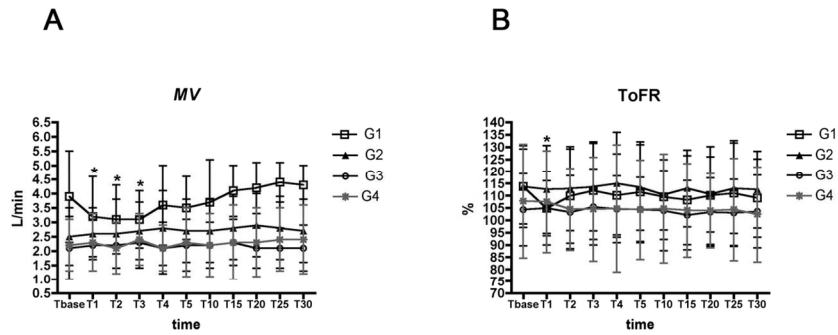 A
MV
L/min
6.5
6.0
5.5
5.0
4.5
4.0
3.5
3.0
2.5
2.0
1.5
1.0
0.5
* * *
Tbase T1 T2 T3 T4 T5 T10 T15 T20 T25 T30
time
G1
G2
G3
G4
B
ToFR
%
140
135
130
125
120
115
110
105
100
95
90
85
80
75
70
*
Tbase T1 T2 T3 T4 T5 T10 T15 T20 T25 T30
time
G1
G2
G3
G4